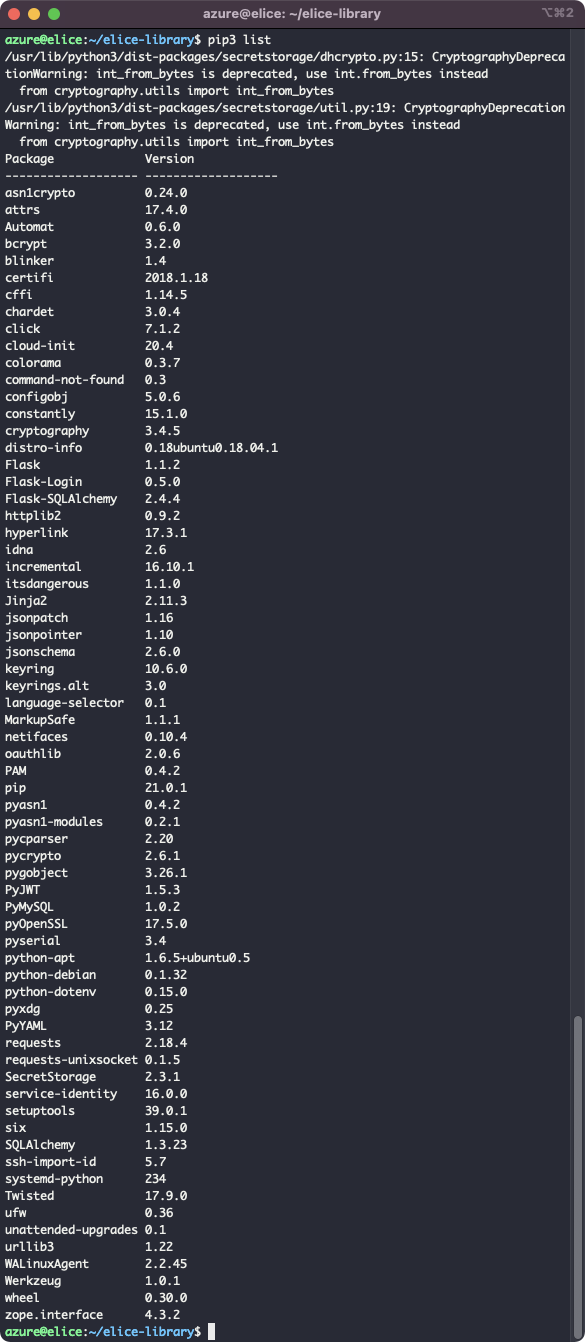 azure@elice: ~/elice-library
⌥⌘2
azure@elice:~/elice-library$ pip3 list
/usr/lib/python3/dist-packages/secretstorage/dhcrypto.py:15: CryptographyDepreca
tionWarning: int_from_bytes is deprecated, use int.from_bytes instead
  from cryptography.utils import int_from_bytes
/usr/lib/python3/dist-packages/secretstorage/util.py:19: CryptographyDeprecation
Warning: int_from_bytes is deprecated, use int.from_bytes instead
  from cryptography.utils import int_from_bytes
Package             Version
------------------- -------------------
asn1crypto          0.24.0
attrs               17.4.0
Automat             0.6.0
bcrypt              3.2.0
blinker             1.4
certifi             2018.1.18
cffi                1.14.5
chardet             3.0.4
click               7.1.2
cloud-init          20.4
colorama            0.3.7
command-not-found   0.3
configobj           5.0.6
constantly          15.1.0
cryptography        3.4.5
distro-info         0.18ubuntu0.18.04.1
Flask               1.1.2
Flask-Login         0.5.0
Flask-SQLAlchemy    2.4.4
httplib2            0.9.2
hyperlink           17.3.1
idna                2.6
incremental         16.10.1
itsdangerous        1.1.0
Jinja2              2.11.3
jsonpatch           1.16
jsonpointer         1.10
jsonschema          2.6.0
keyring             10.6.0
keyrings.alt        3.0
language-selector   0.1
MarkupSafe          1.1.1
netifaces           0.10.4
oauthlib            2.0.6
PAM                 0.4.2
pip                 21.0.1
pyasn1              0.4.2
pyasn1-modules      0.2.1
pycparser           2.20
pycrypto            2.6.1
pygobject           3.26.1
PyJWT               1.5.3
PyMySQL             1.0.2
pyOpenSSL           17.5.0
pyserial            3.4
python-apt          1.6.5+ubuntu0.5
python-debian       0.1.32
python-dotenv       0.15.0
pyxdg               0.25
PyYAML              3.12
requests            2.18.4
requests-unixsocket 0.1.5
SecretStorage       2.3.1
service-identity    16.0.0
setuptools          39.0.1
six                 1.15.0
SQLAlchemy          1.3.23
ssh-import-id       5.7
systemd-python      234
Twisted             17.9.0
ufw                 0.36
unattended-upgrades 0.1
urllib3             1.22
WALinuxAgent        2.2.45
Werkzeug            1.0.1
wheel               0.30.0
zope.interface      4.3.2
azure@elice:~/elice-library$